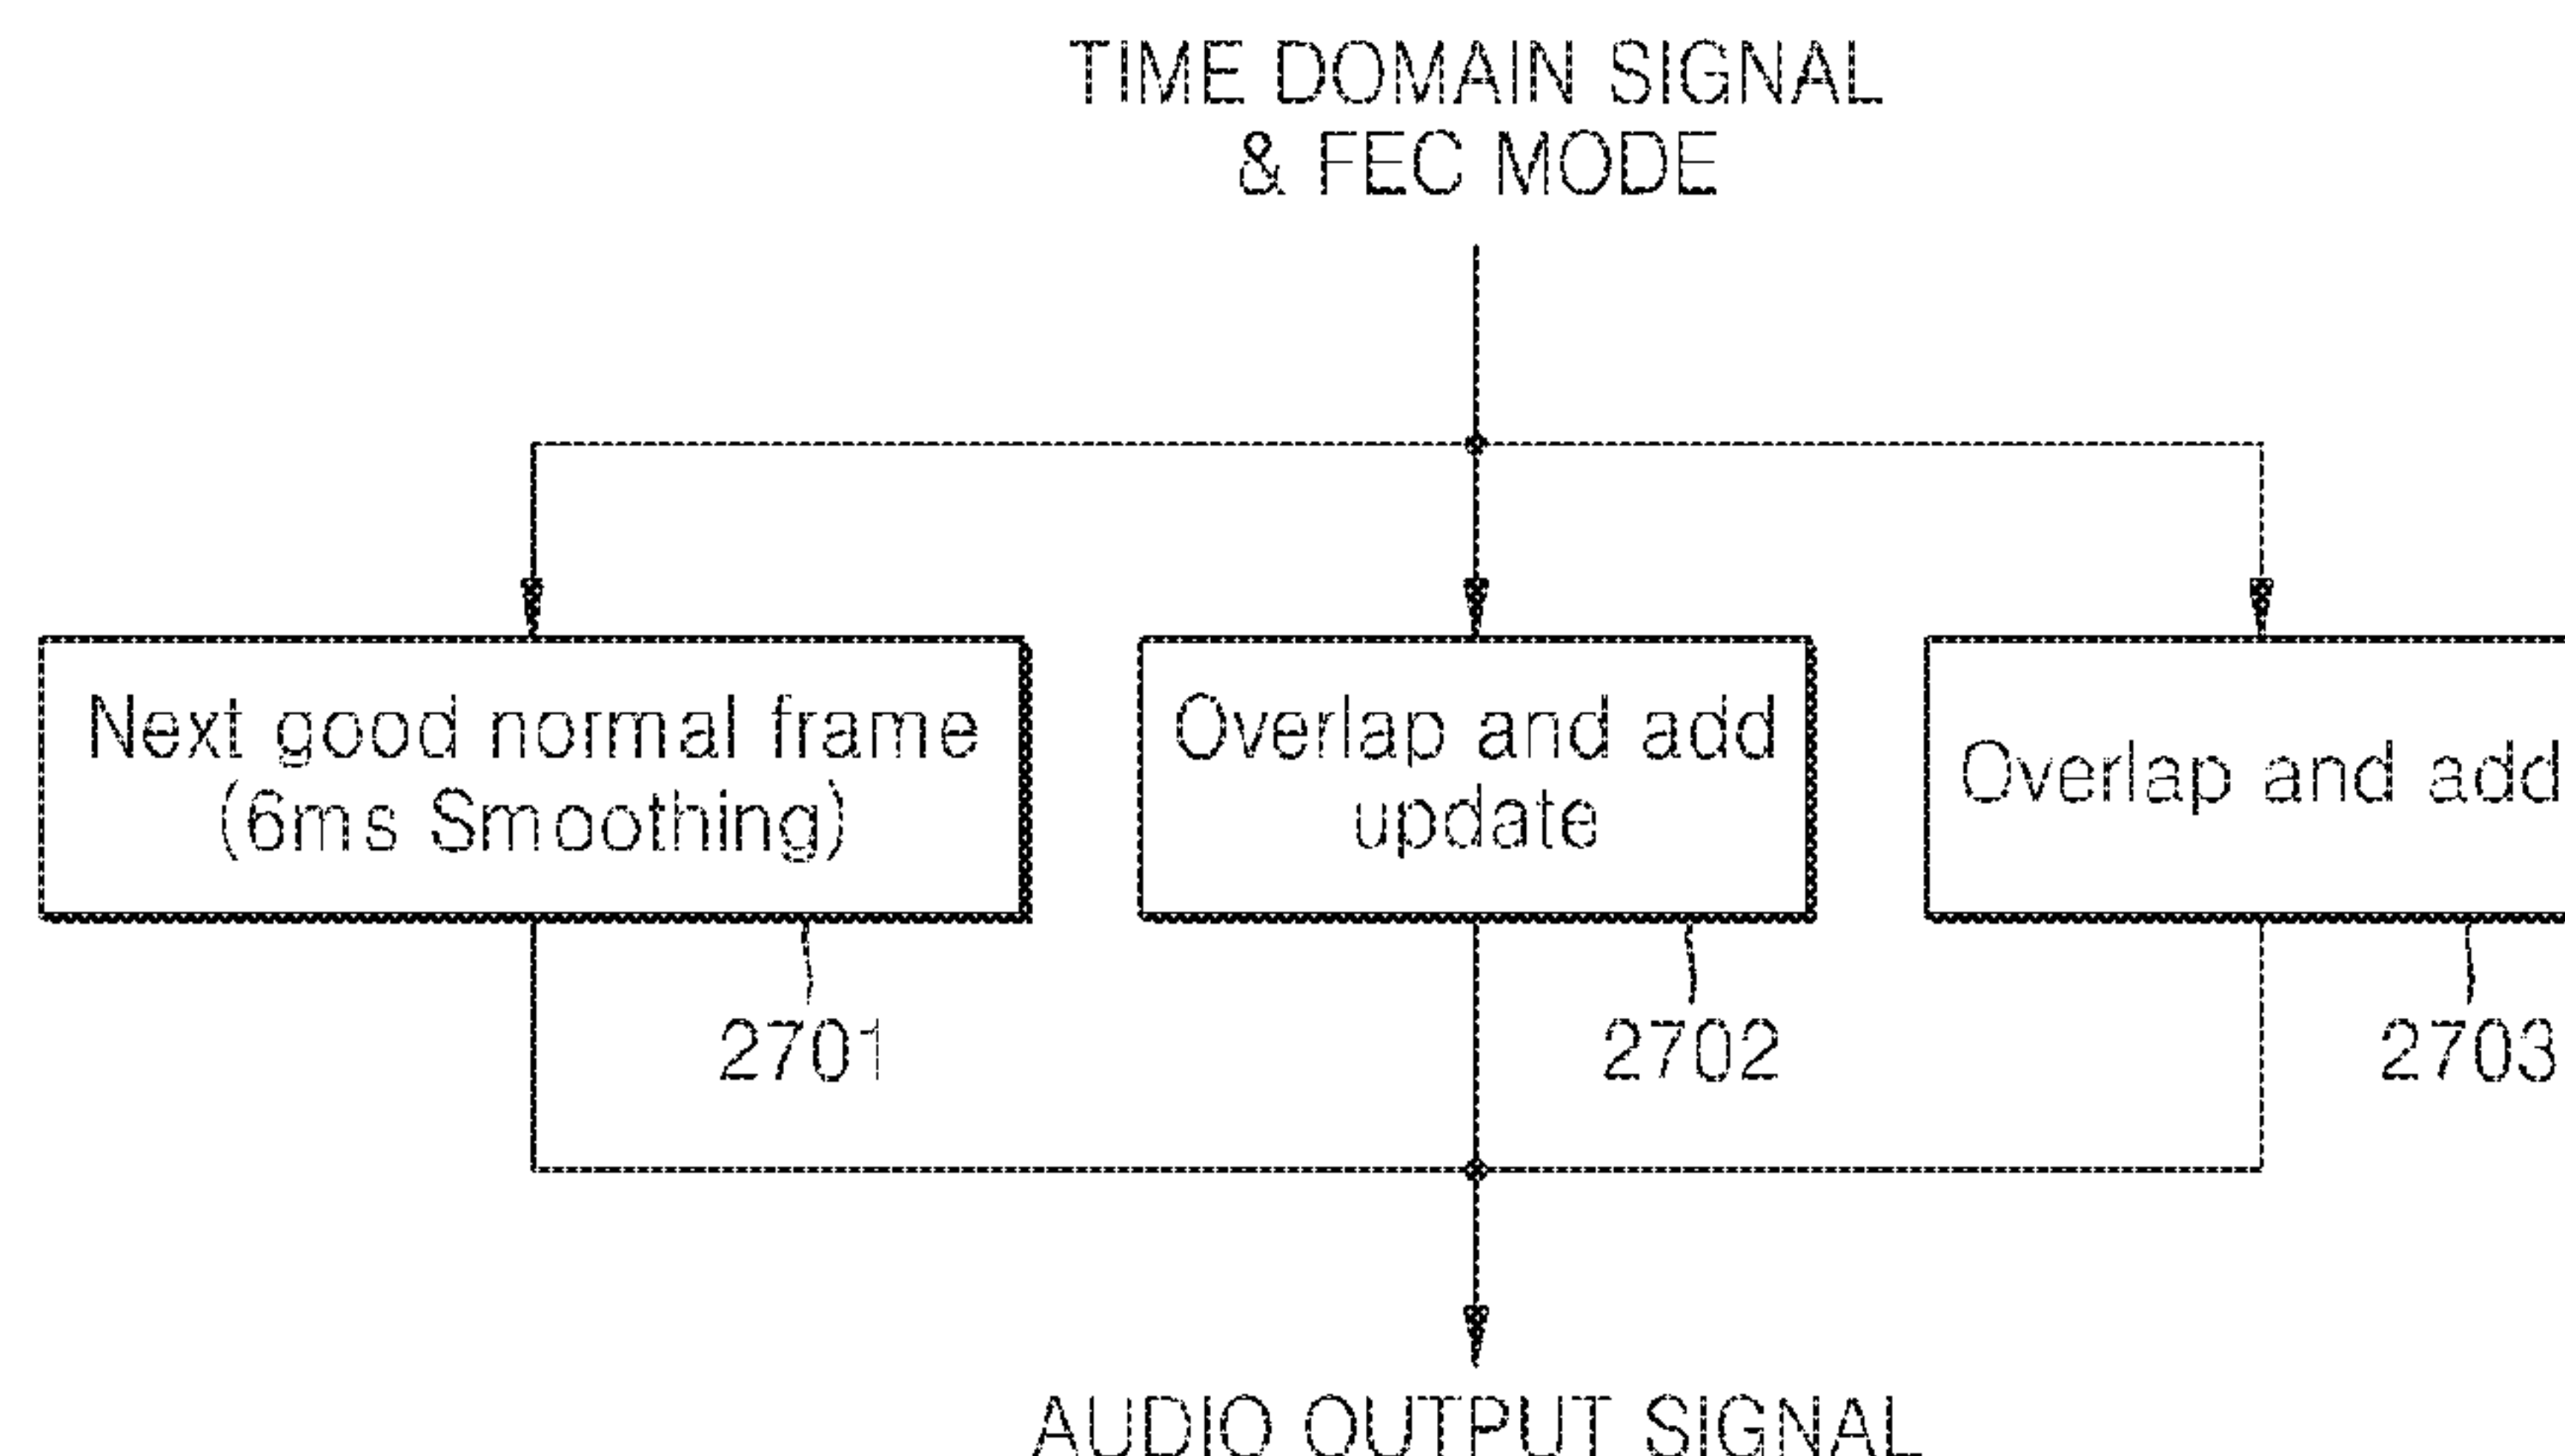 TIME DOMAIN SIGNAL
& FEC MODE
Next good normal frame
(6ms Smoothing)
Overlap and add
update
Overlap and add
2701
2702
2703
AUDIO OUTPUT SIGNAL